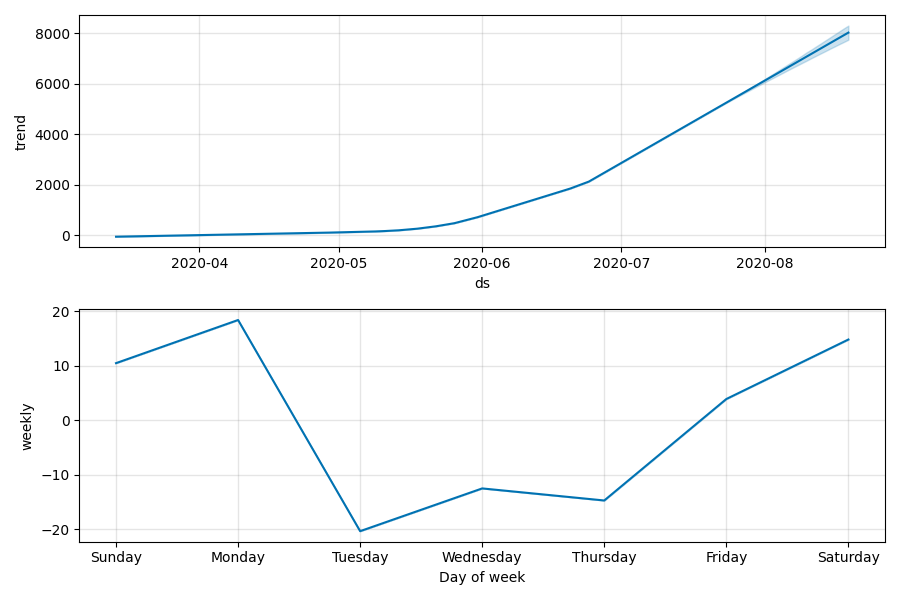 8000
6000
4000
2000
0
trend
2020-04 2020-05 2020-06 2020-07 2020-08
ds
20
10
0
−10
−20
weekly
Sunday Monday Tuesday Wednesday Thursday Friday Saturday
Day of week